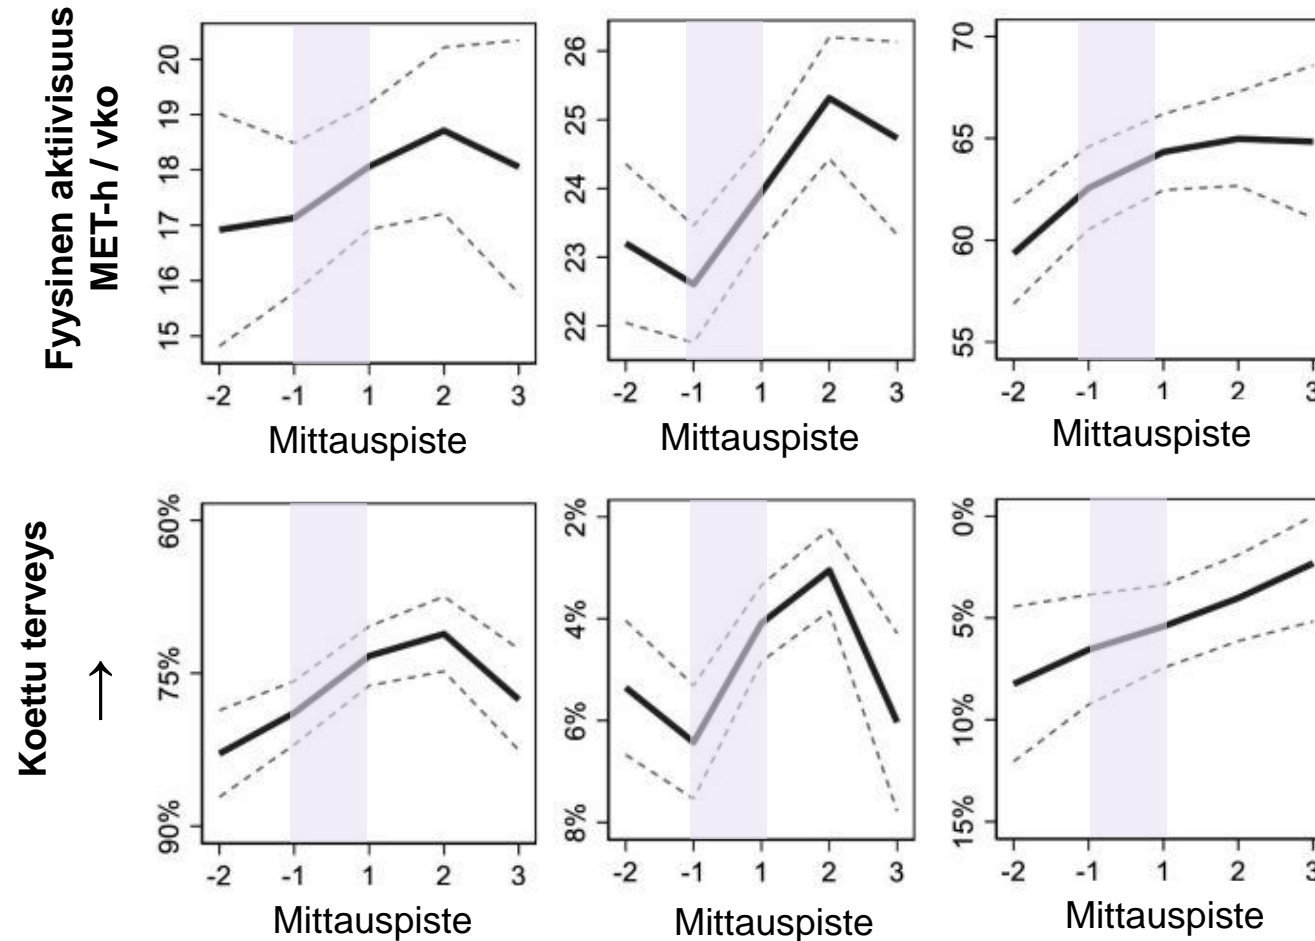 Fyysinen aktiivisuus
MET-h / vko
20
19
18
17
16
15
-2 -1 1 2 3
Mittauspiste
26
25
24
23
22
-2 -1 1 2 3
Mittauspiste
70
65
60
55
-2 -1 1 2 3
Mittauspiste
Koettu terveys
→
60%
75%
90%
-2 -1 1 2 3
Mittauspiste
2%
4%
6%
8%
-2 -1 1 2 3
Mittauspiste
0%
5%
10%
15%
-2 -1 1 2 3
Mittauspiste